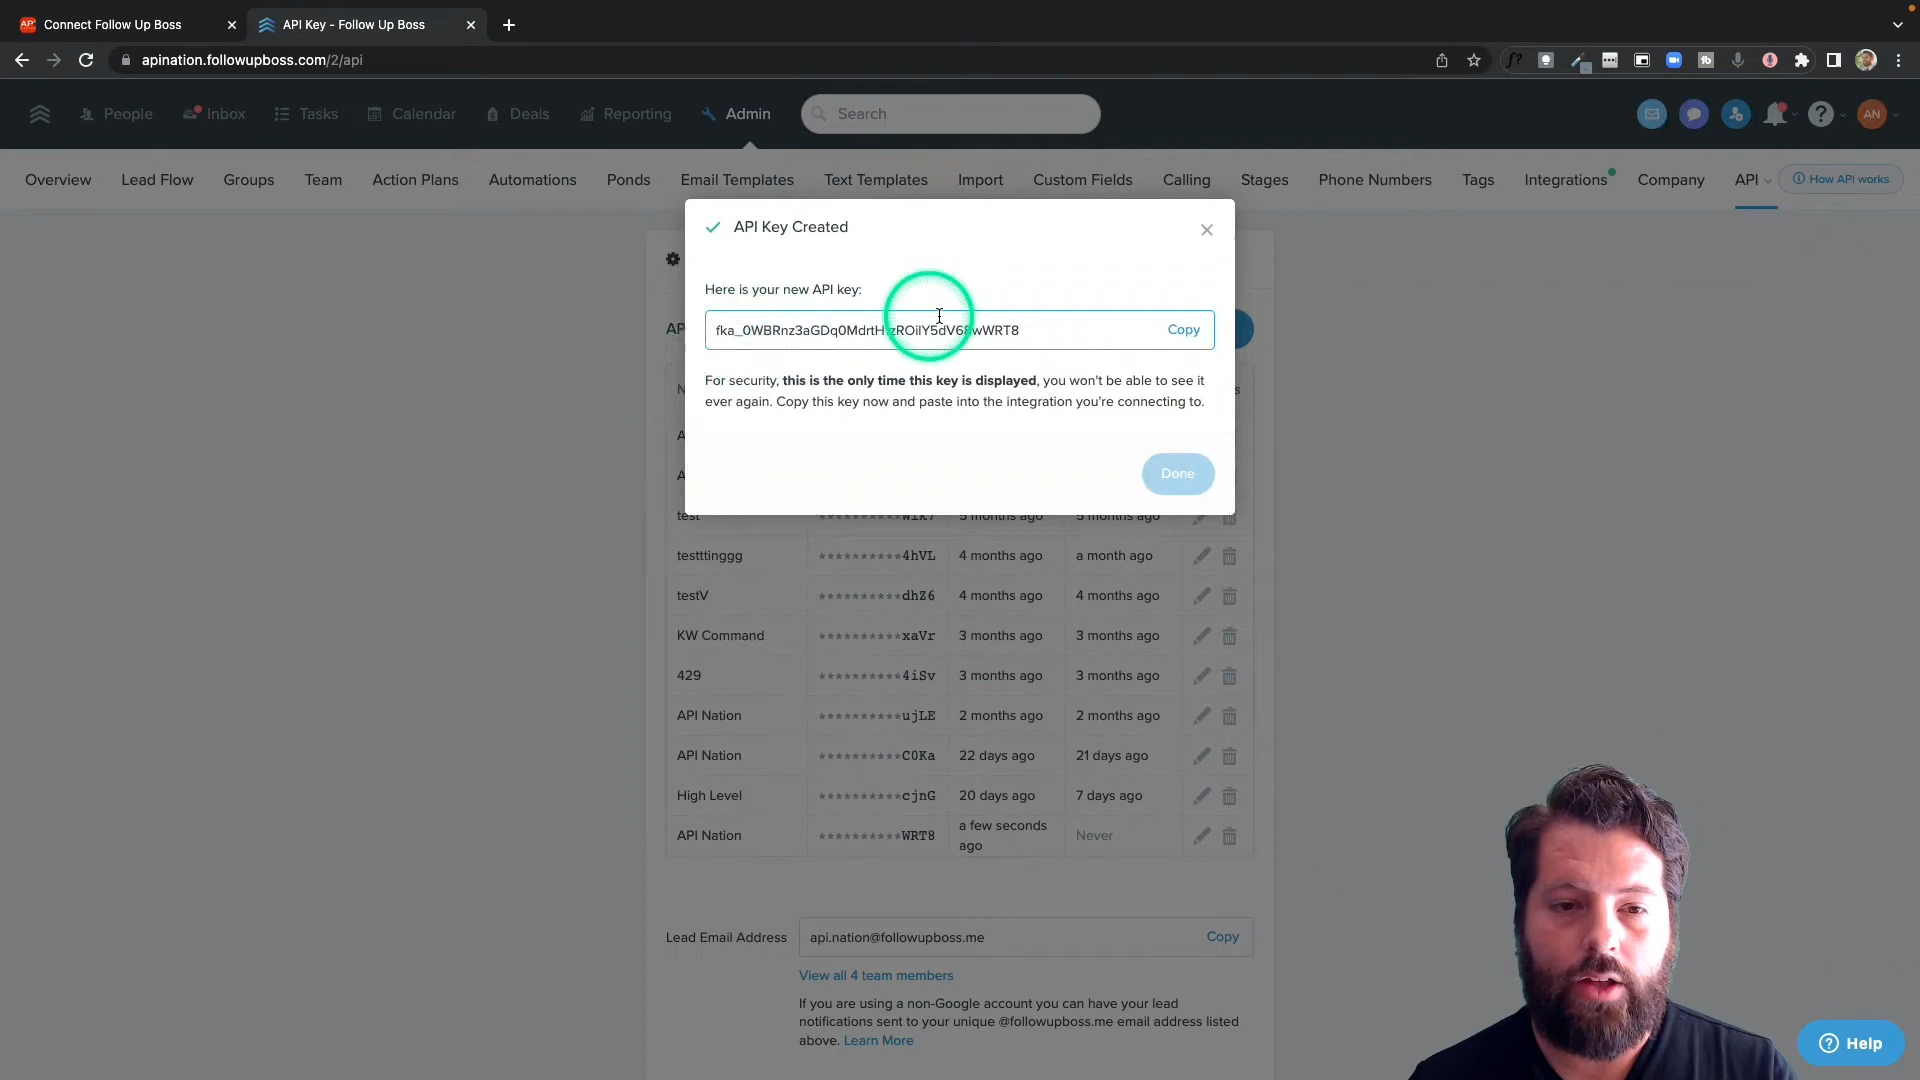 Connect Follow Up Boss
API Key - Follow Up Boss
apination.followupboss.com/2/api
People
Inbox
Tasks
Calendar
Deals
Reporting
Admin
Search
AN
Overview
Lead Flow
Groups
Team
Action Plans
Automations
Ponds
Email Templates
Text Templates
Import
Custom Fields
Calling
Stages
Phone Numbers
Tags
Integrations
Company
API
How API works
API Key Created
Here is your new API key:
Copy
For security, this is the only time this key is displayed, you won't be able to see it
ever again. Copy this key now and paste into the integration you're connecting to.
Done
test **********wiK7 5 months ago 5 months ago
testttinggg **********4hVL 4 months ago a month ago
testV **********dhZ6 4 months ago 4 months ago
KW Command **********xaVr 3 months ago 3 months ago
429 **********4iSv 3 months ago 3 months ago
API Nation **********ujLE 2 months ago 2 months ago
API Nation **********C0Ka 22 days ago 21 days ago
High Level **********cjnG 20 days ago 7 days ago
API Nation **********WRT8 a few seconds ago Never
Lead Email Address api.nation@followupboss.me Copy
View all 4 team members
If you are using a non-Google account you can have your lead
notifications sent to your unique @followupboss.me email address listed
above. Learn More
Help